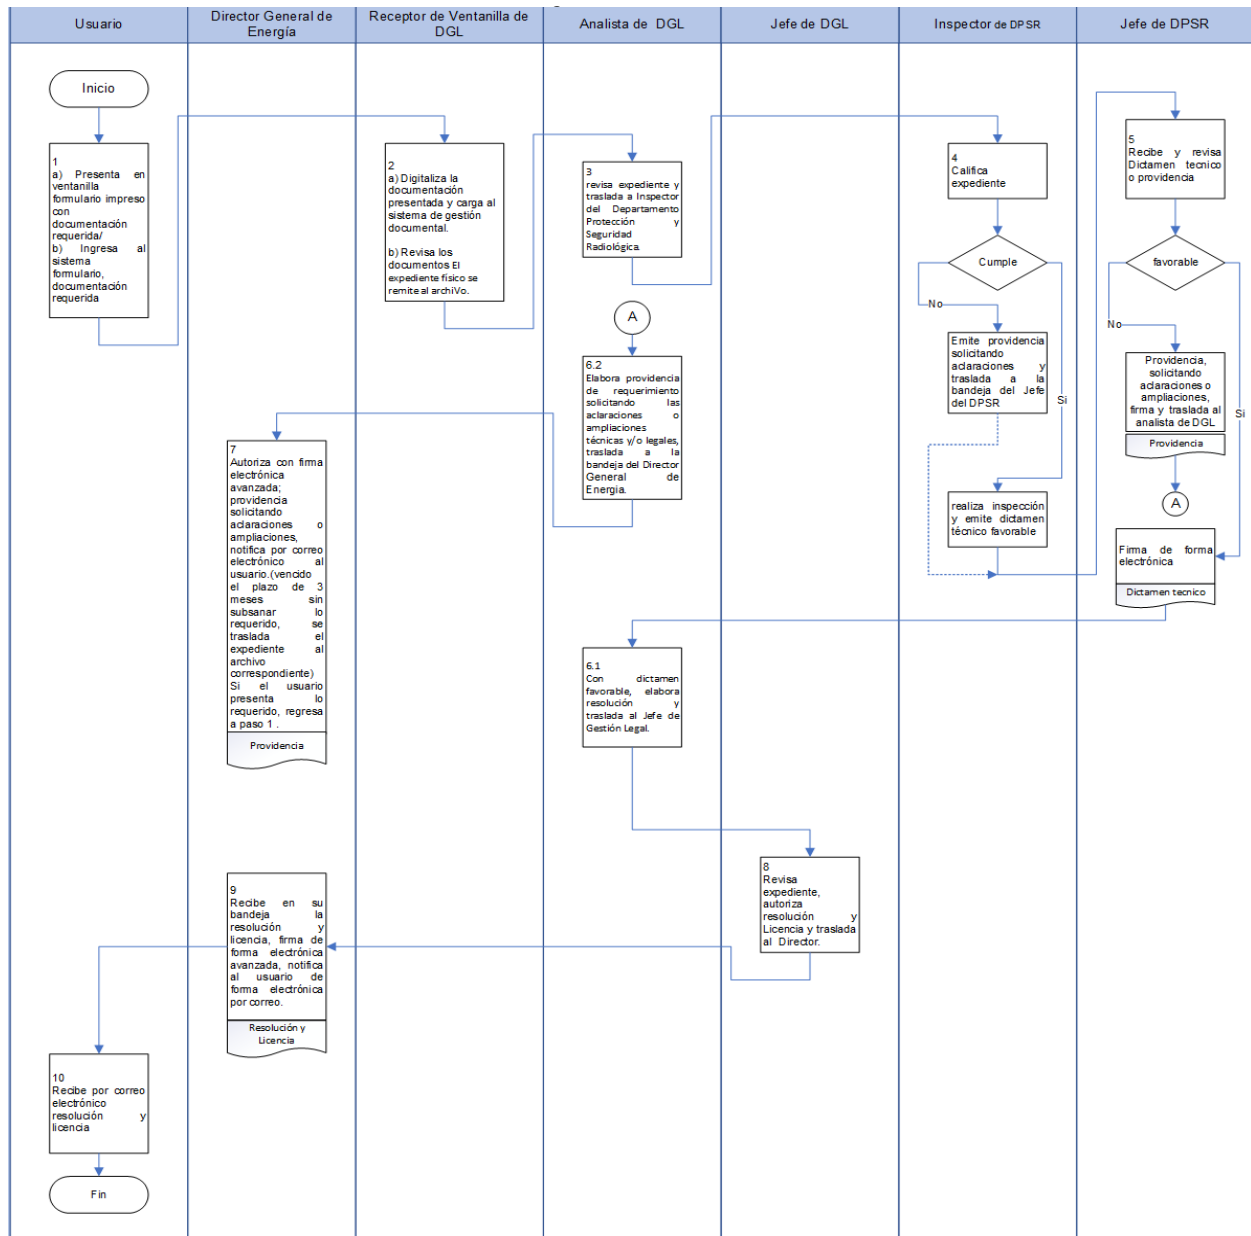 Usuario
Director General de
Energía
Receptor de Ventanilla de
DGL
Analista de DGL
Jefe de DGL
Inspector de DPSR
Jefe de DPSR
Inicio
1
a) Presenta en
ventanilla
formulario impreso
con
documentación
requerida/
b) Ingresa al
sistema
formulario,
documentación
requerida
2
a) Digitaliza la
documentación
presentada y carga al
sistema de gestión
documental.
b) Revisa los
documentos El
expediente físico se
remite al archiVo.
3
revisa expediente y
traslada a Inspector
del Departamento
Protección y
Seguridad
Radiológica.
4
Califica
expediente
Cumple
No
Si
Emite providencia
solicitando
aclaraciones y
traslada a la
bandeja del Jefe
del DPSR
realiza inspección
y emite dictamen
técnico favorable
5
Recibe y revisa
Dictamen tecnico
o providencia
favorable
No
Si
Providencia,
solicitando
aclaraciones o
ampliaciones,
firma y traslada al
analista de DGL
Providencia
A
Firma de forma
electrónica
Dictamen tecnico
A
6.2
Elabora providencia
de requerimiento
solicitando las
aclaraciones o
ampliaciones
técnicas y/o legales,
traslada a la
bandeja del Director
General de
Energia.
7
Autoriza con firma
electrónica
avanzada;
providencia
solicitando
aclaraciones o
ampliaciones,
notifica por correo
electrónico al
usuario.(vencido
el plazo de 3
meses sin
subsanar lo
requerido, se
traslada el
expediente al
archivo
correspondiente)
Si el usuario
presenta lo
requerido, regresa
a paso 1 .
Providencia
6.1
Con dictamen
favorable, elabora
resolución y
traslada al Jefe de
Gestión Legal.
8
Revisa
expediente,
autoriza
resolución y
Licencia y traslada
al Director.
9
Recibe en su
bandeja la
resolución y
licencia, firma de
forma electrónica
avanzada, notifica
al usuario de
forma electrónica
por correo.
Resolución y
Licencia
10
Recibe por correo
electrónico
resolución y
licencia
Fin